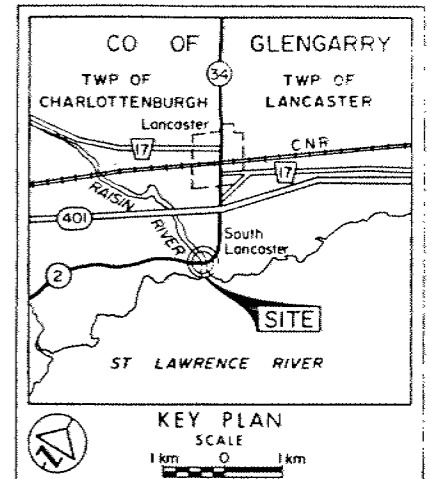 CO OF GLENGARRY
34
TWP OF
CHARLOTTENBURGH
TWP OF
LANCASTER
Lancaster
17
CNR
17
RAISIN RIVER
401
South
Lancaster
2
SITE
ST LAWRENCE RIVER
N
KEY PLAN
SCALE
1 km 0 1 km